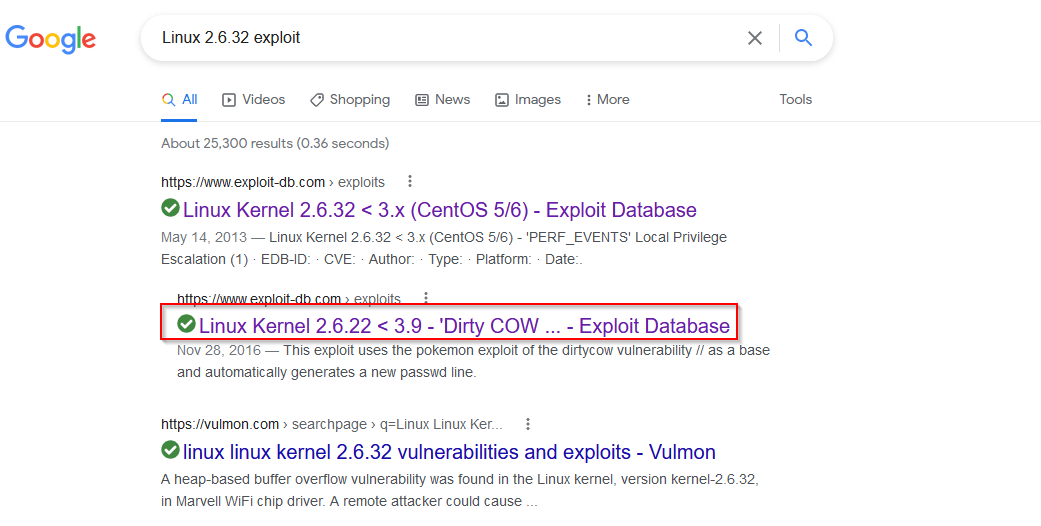 Google
Linux 2.6.32 exploit
All Videos Shopping News Images More Tools
About 25,300 results (0.36 seconds)
https://www.exploit-db.com › exploits
Linux Kernel 2.6.32 < 3.x (CentOS 5/6) - Exploit Database
May 14, 2013 — Linux Kernel 2.6.32 < 3.x (CentOS 5/6) - 'PERF_EVENTS' Local Privilege
Escalation (1) · EDB-ID: · CVE: · Author: · Type: · Platform: · Date:.
https://www.exploit-db.com › exploits
Linux Kernel 2.6.22 < 3.9 - 'Dirty COW ... - Exploit Database
Nov 28, 2016 — This exploit uses the pokemon exploit of the dirtycow vulnerability // as a base
and automatically generates a new passwd line.
https://vulmon.com › searchpage › q=Linux Linux Ker...
linux linux kernel 2.6.32 vulnerabilities and exploits - Vulmon
A heap-based buffer overflow vulnerability was found in the Linux kernel, version kernel-2.6.32,
in Marvell WiFi chip driver. A remote attacker could cause ...